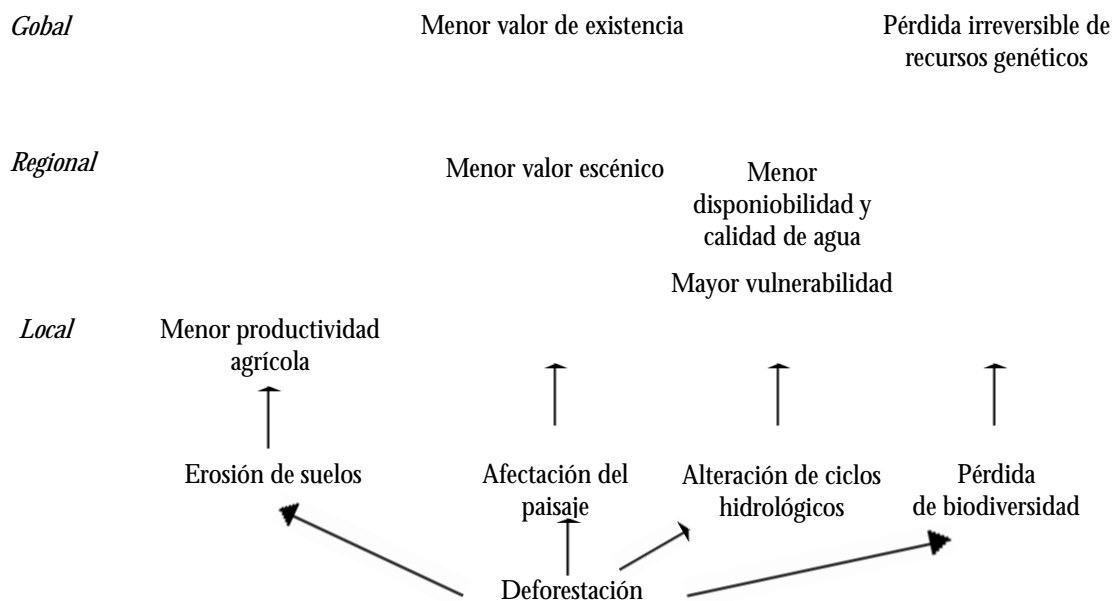 Gobal
Menor valor de existencia
Pérdida irreversible de
recursos genéticos
Regional
Menor valor escénico
Menor
disponiobilidad y
calidad de agua
Mayor vulnerabilidad
Local
Menor productividad
agrícola
Erosión de suelos
Afectación del
paisaje
Alteración de ciclos
hidrológicos
Pérdida
de biodiversidad
Deforestación